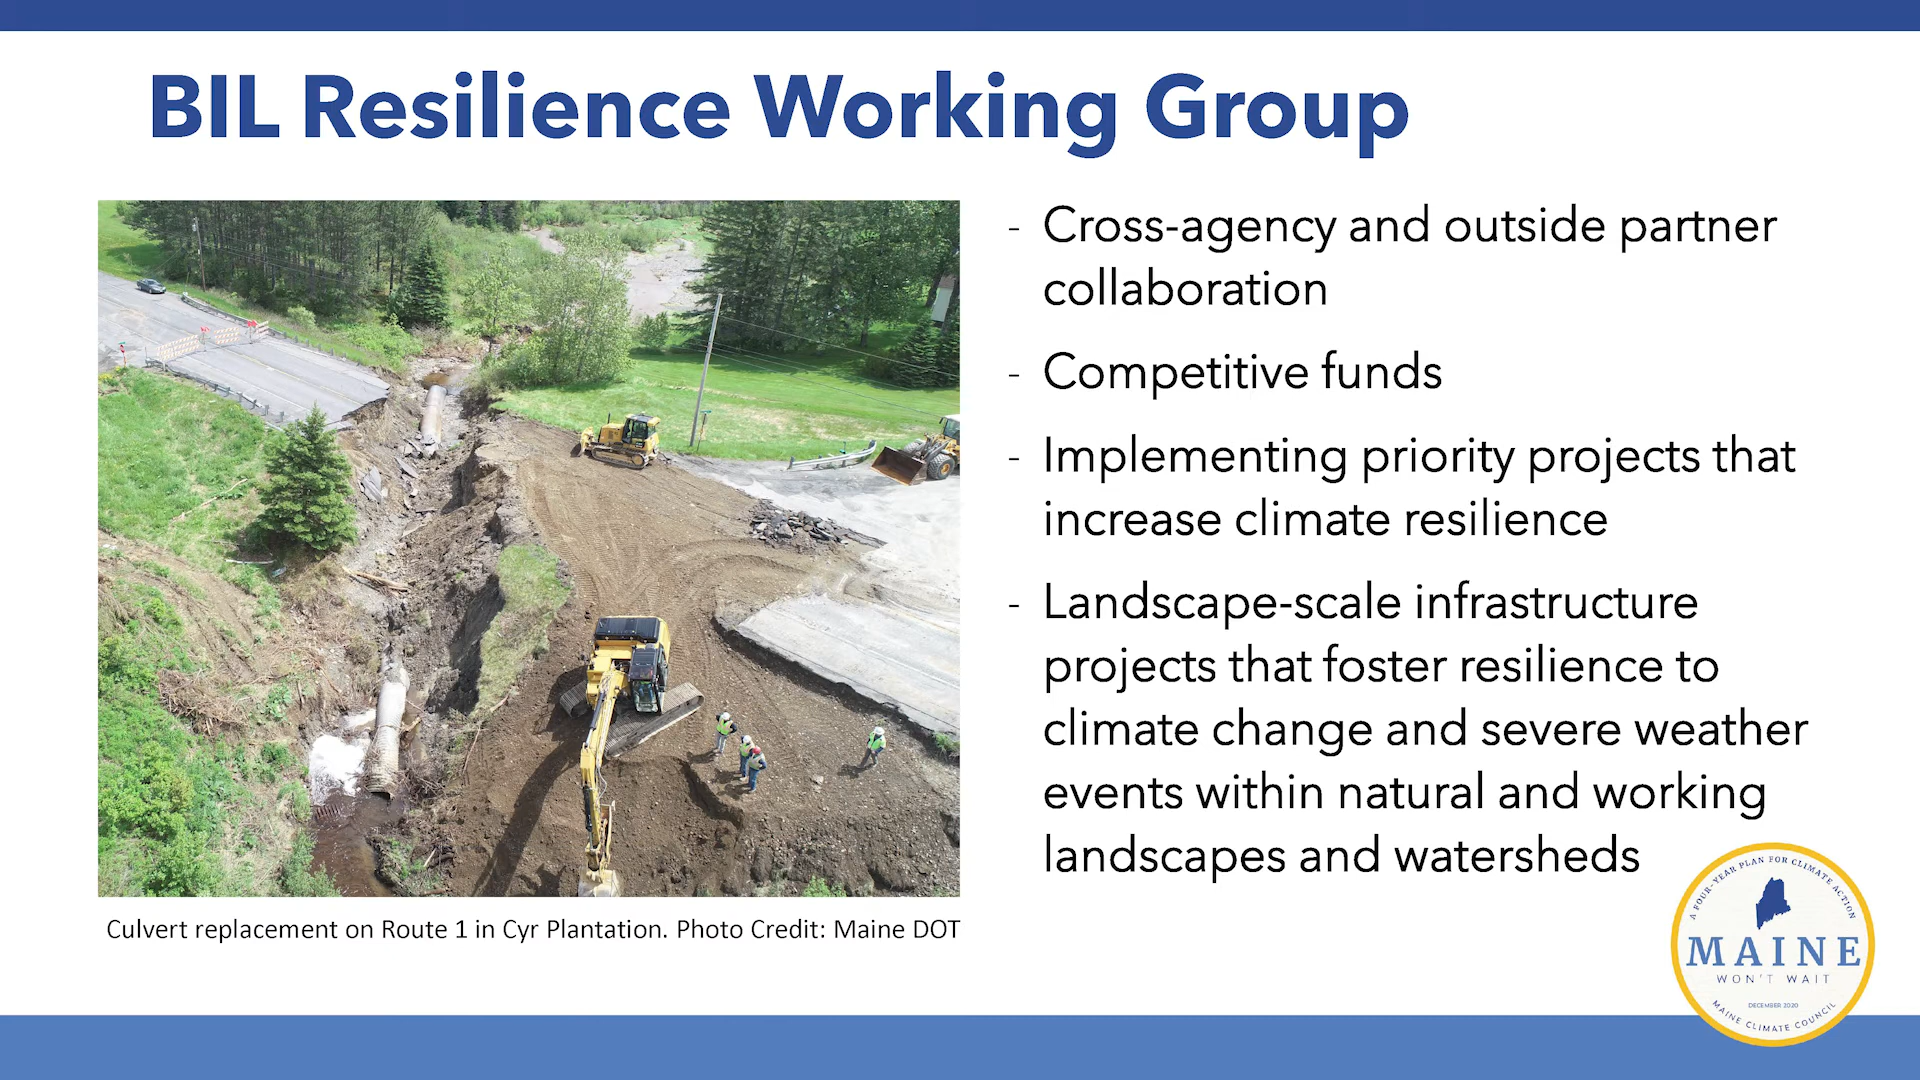 BIL Resilience Working Group
- Cross-agency and outside partner
collaboration
- Competitive funds
- Implementing priority projects that
increase climate resilience
- Landscape-scale infrastructure
projects that foster resilience to
climate change and severe weather
events within natural and working
landscapes and watersheds
Culvert replacement on Route 1 in Cyr Plantation. Photo Credit: Maine DOT
A FOUR-YEAR PLAN FOR CLIMATE ACTION
MAINE
WON'T WAIT
DECEMBER 2020
MAINE CLIMATE COUNCIL